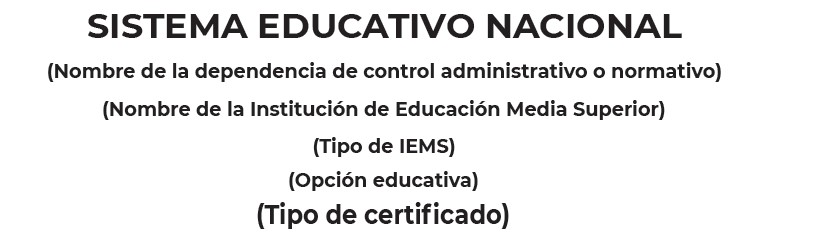 SISTEMA EDUCATIVO NACIONAL
(Nombre de la dependencia de control administrativo o normativo)
(Nombre de la Institución de Educación Media Superior)
(Tipo de IEMS)
(Opción educativa)
(Tipo de certificado)